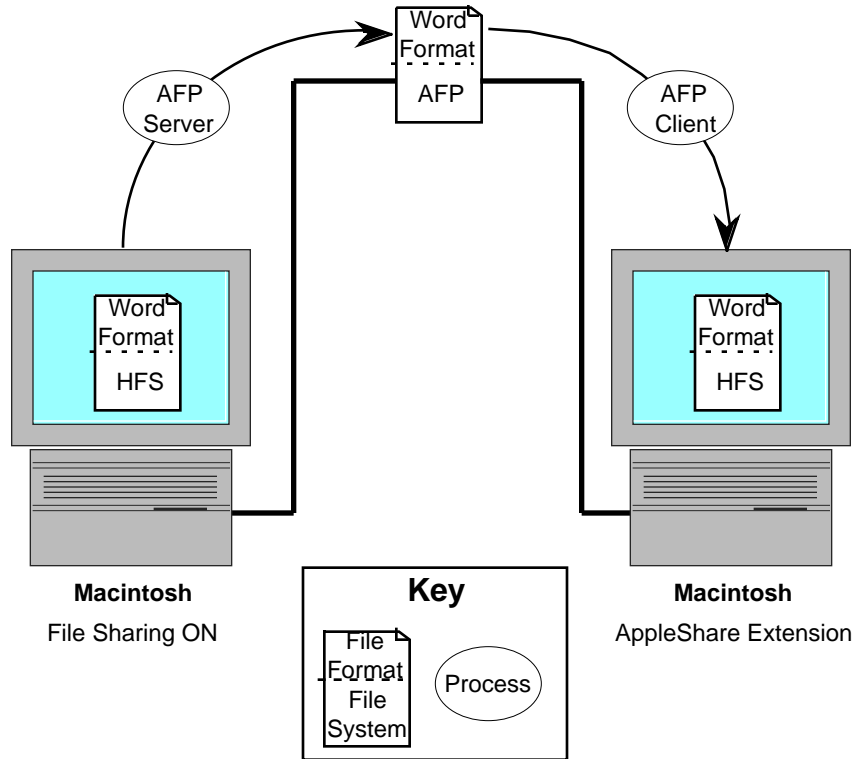 Word
Format
AFP
AFP
Server
AFP
Client
Word
Format
HFS
Word
Format
HFS
Macintosh
File Sharing ON
Macintosh
AppleShare Extension
Key
File
Format
File
System
Process